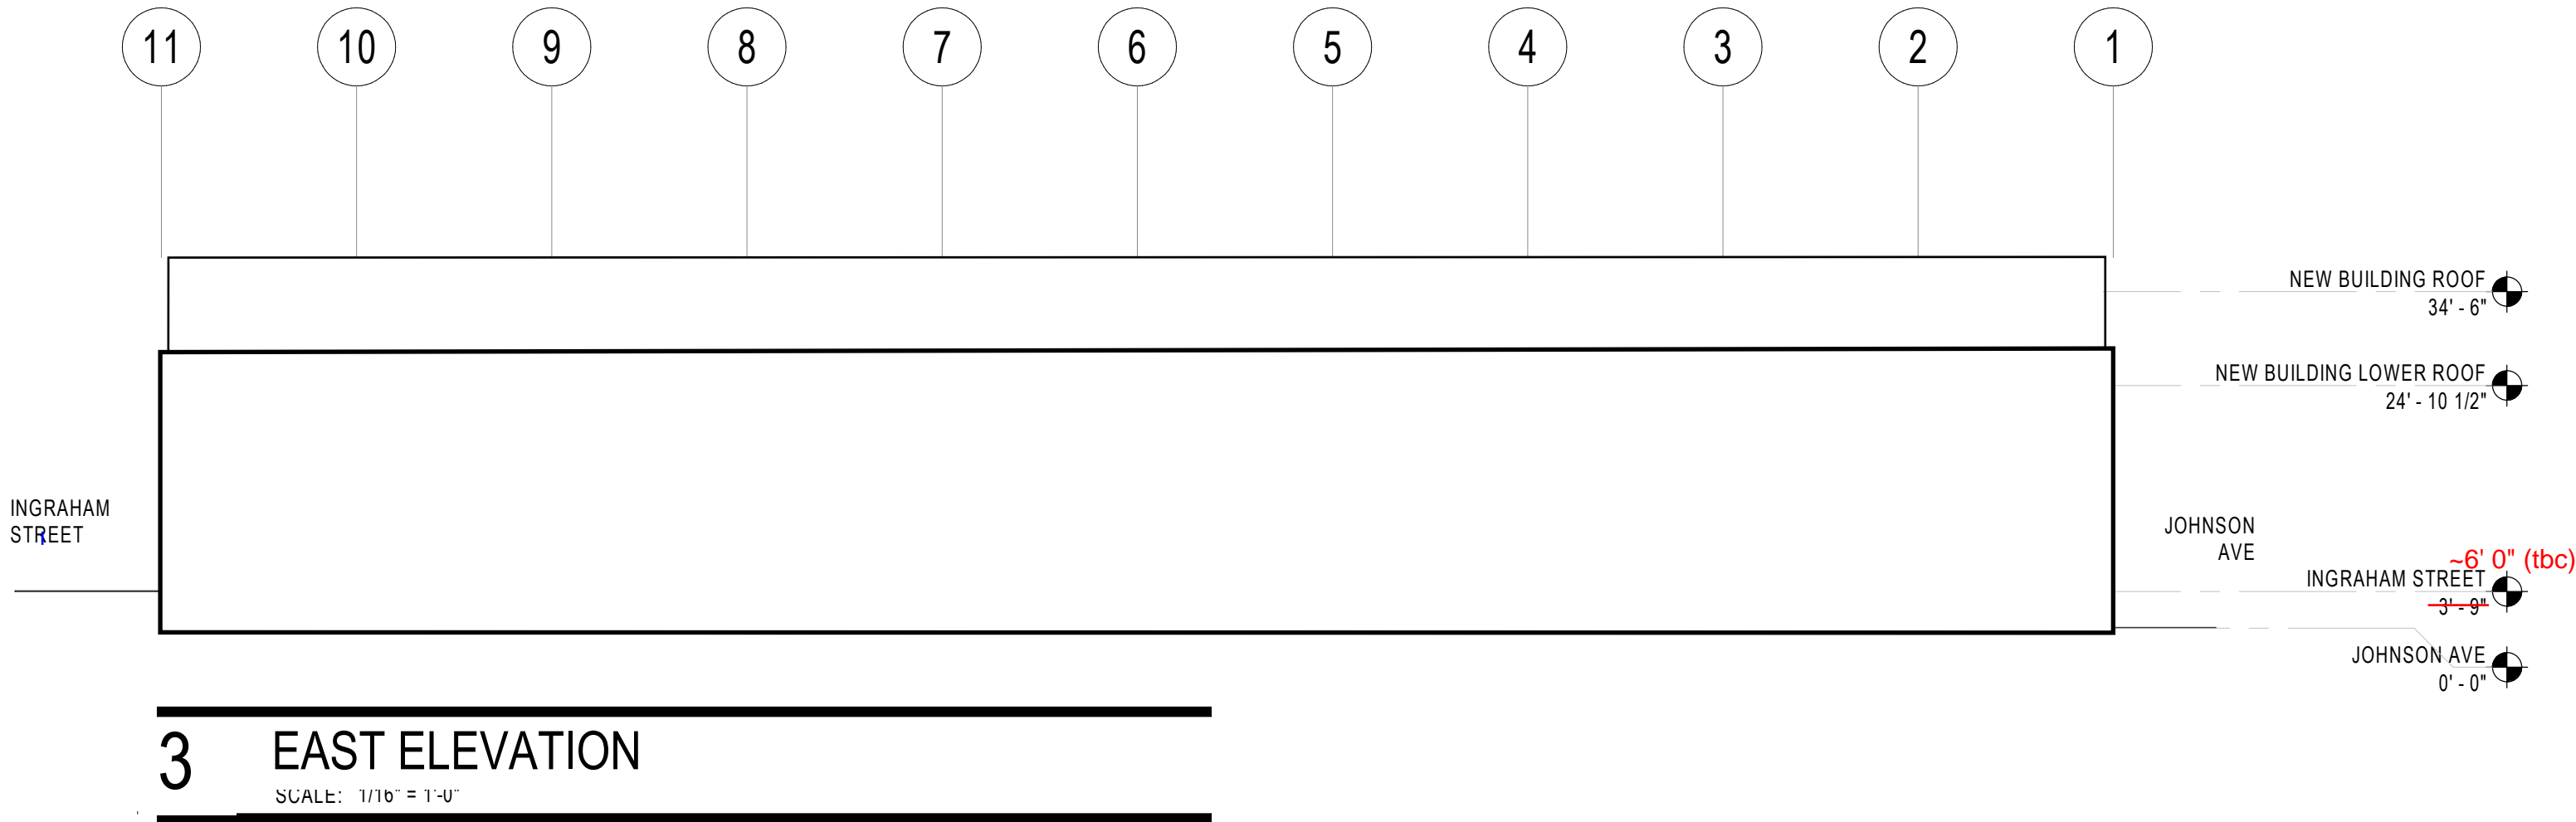 11 10 9 8 7 6 5 4 3 2 1
NEW BUILDING ROOF
34' - 6"
NEW BUILDING LOWER ROOF
24' - 10 1/2"
INGRAHAM
STREET
JOHNSON
AVE
~6' 0" (tbc)
INGRAHAM STREET
3' - 9"
JOHNSON AVE
0' - 0"
3 EAST ELEVATION
SCALE: 1/16" = 1'-0"